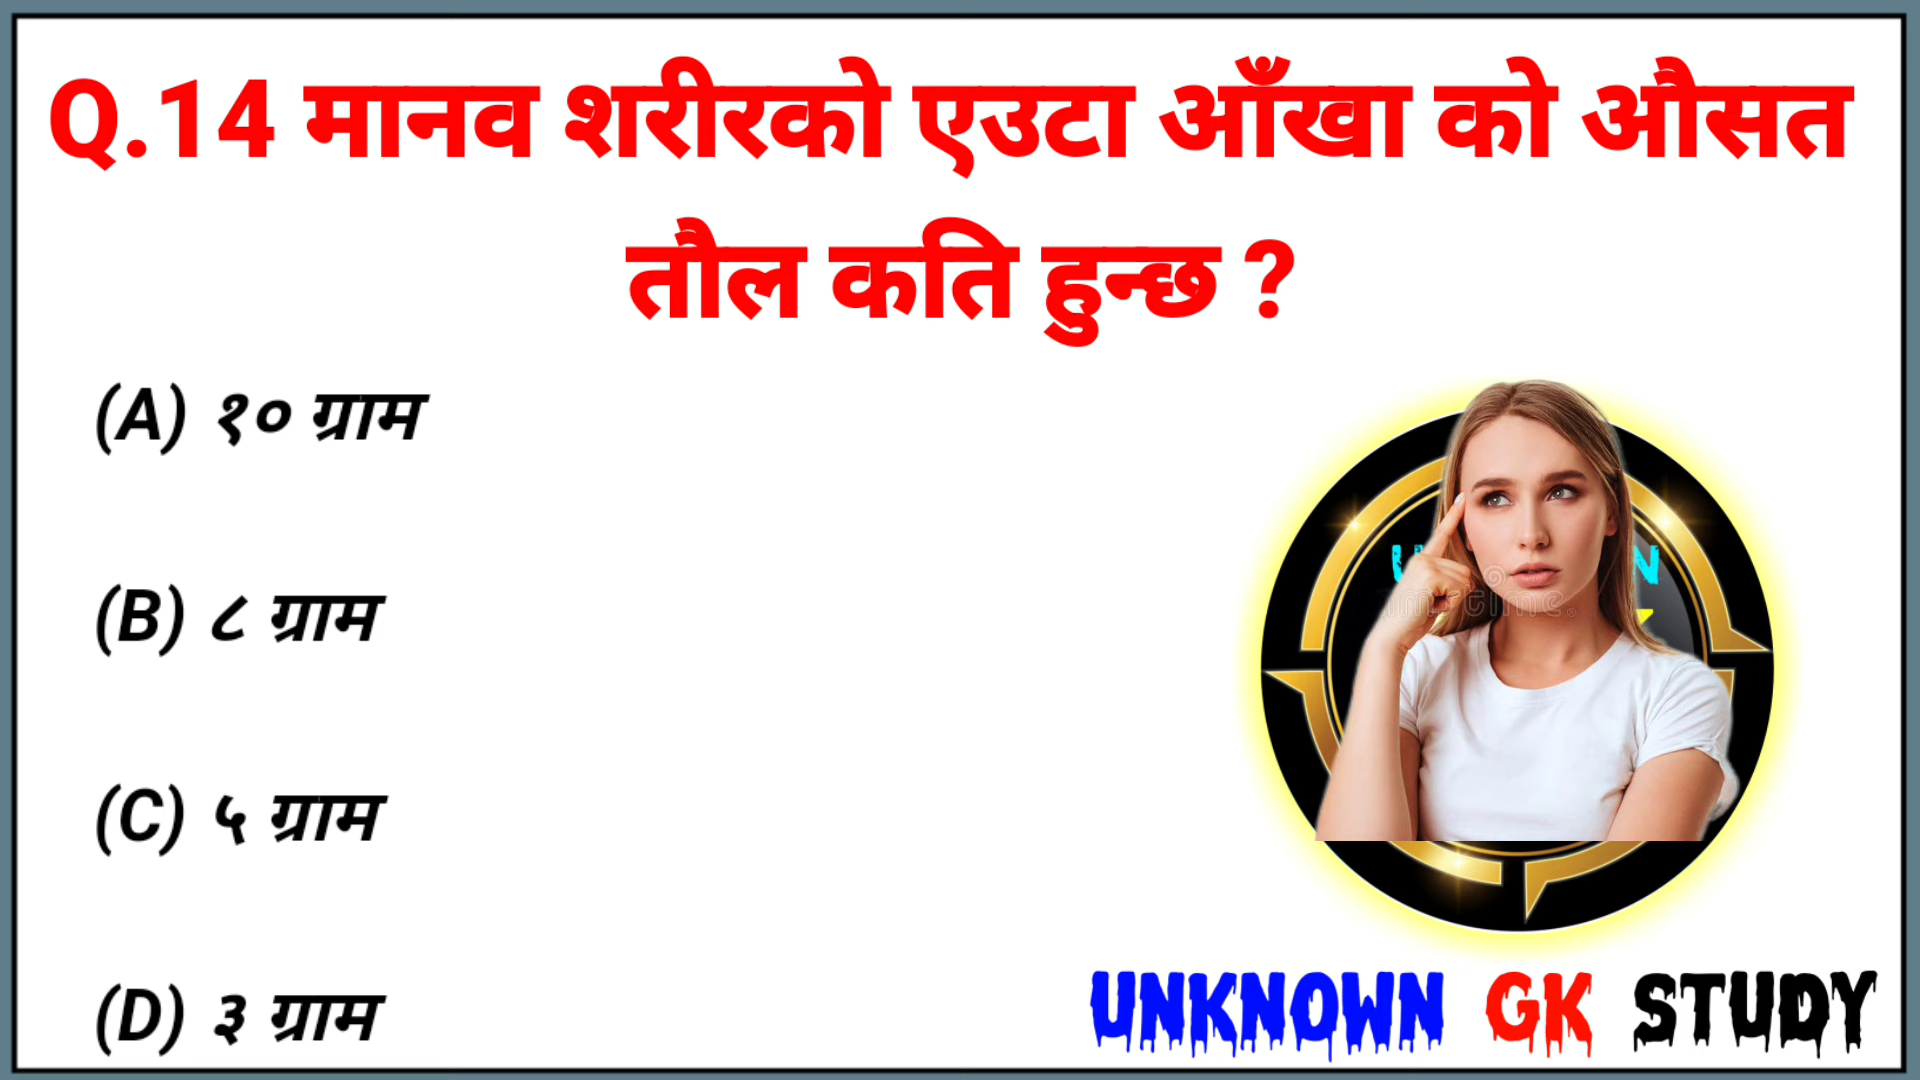 Q.14 मानव शरीरको एउटा आँखा को औसत
तौल कति हुन्छ ?
(A) १० ग्राम
(B) ८ ग्राम
(C) ५ ग्राम
(D) ३ ग्राम
UNKNOWN GK STUDY